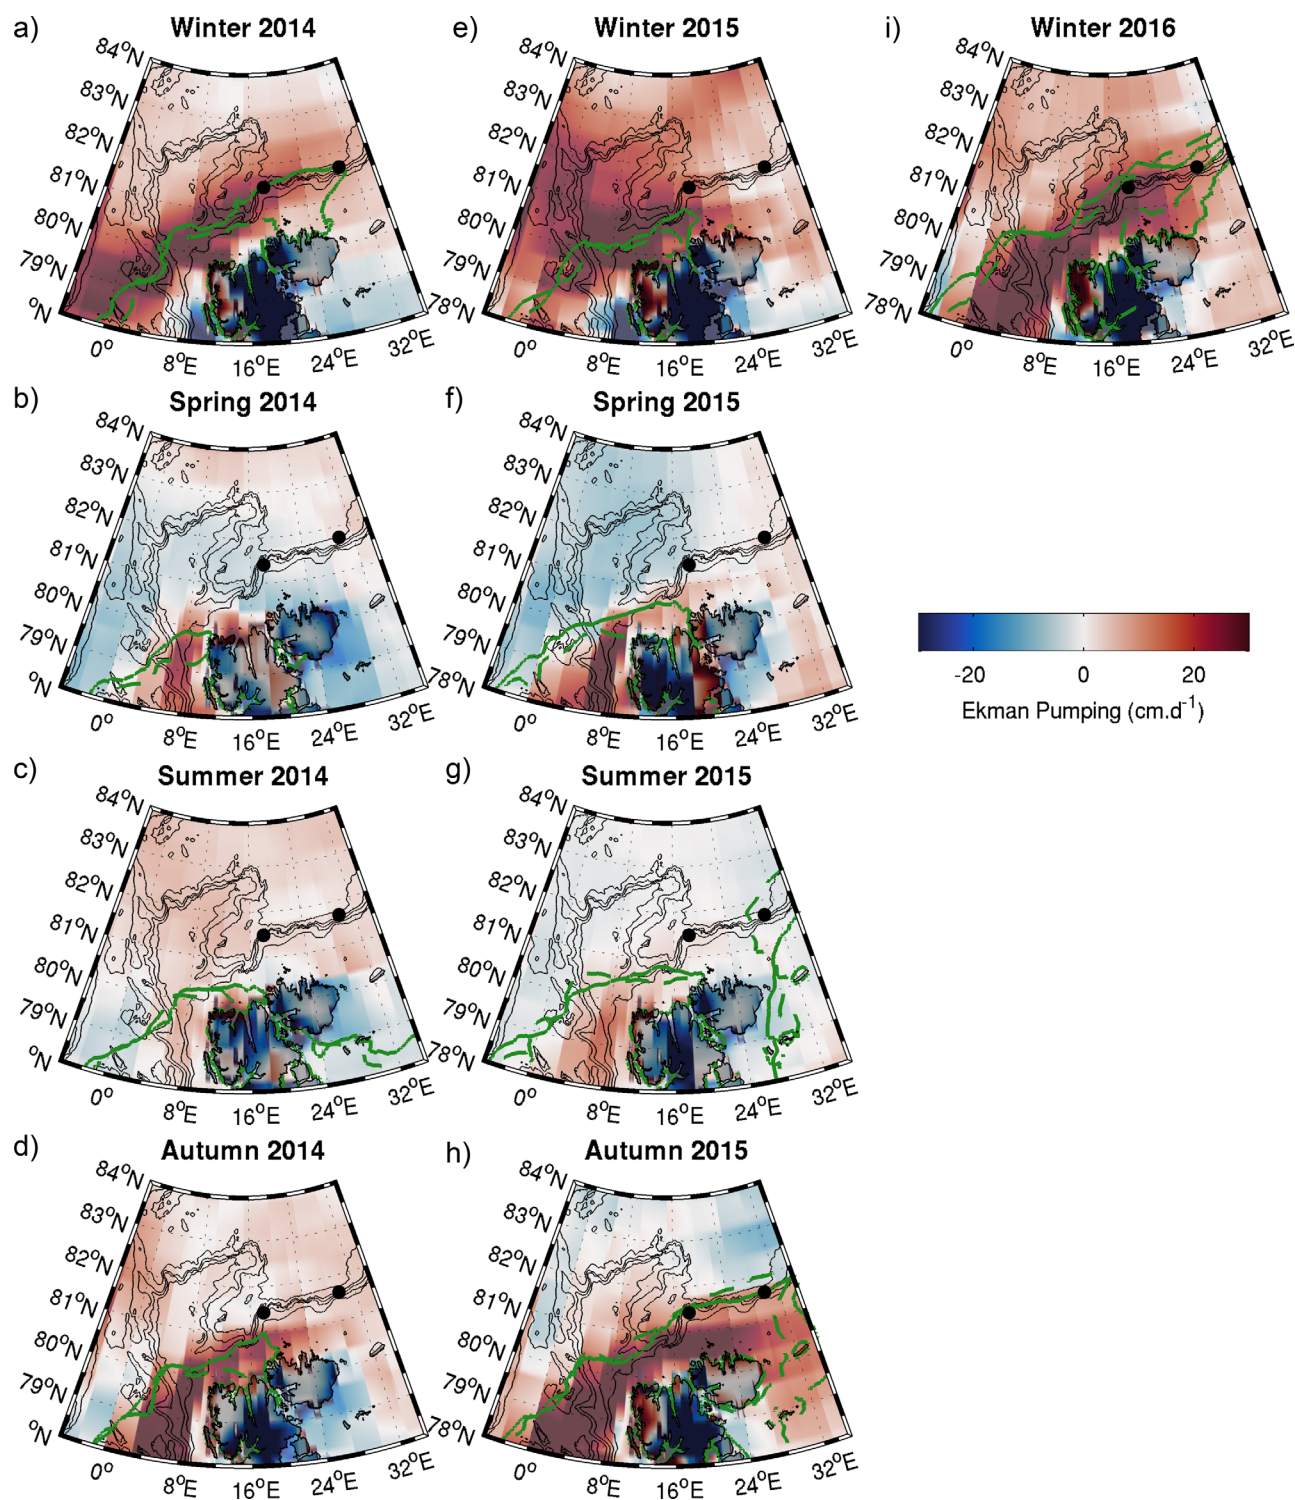 a) Winter 2014
84°N
83°N
82°N
81°N
80°N
79°N
°N
0°
8°E
16°E
24°E
32°E
e) Winter 2015
84°N
83°N
82°N
81°N
80°N
79°N
78°N
0°
8°E
16°E
24°E
32°E
i) Winter 2016
84°N
83°N
82°N
81°N
80°N
79°N
78°N
0°
8°E
16°E
24°E
32°E
b) Spring 2014
84°N
83°N
82°N
81°N
80°N
79°N
°N
0°
8°E
16°E
24°E
32°E
f) Spring 2015
84°N
83°N
82°N
81°N
80°N
79°N
78°N
0°
8°E
16°E
24°E
32°E
-20 0 20
Ekman Pumping (cm.d⁻¹)
c) Summer 2014
84°N
83°N
82°N
81°N
80°N
79°N
°N
0°
8°E
16°E
24°E
32°E
g) Summer 2015
84°N
83°N
82°N
81°N
80°N
79°N
78°N
0°
8°E
16°E
24°E
32°E
d) Autumn 2014
84°N
83°N
82°N
81°N
80°N
79°N
°N
0°
8°E
16°E
24°E
32°E
h) Autumn 2015
84°N
83°N
82°N
81°N
80°N
79°N
78°N
0°
8°E
16°E
24°E
32°E